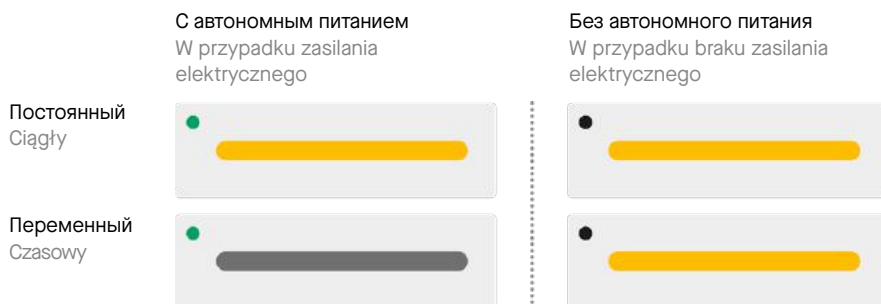 С автономным питанием
W przypadku zasilania
elektrycznego
Без автономного питания
W przypadku braku zasilania
elektrycznego
Постоянный
Ciągły
Переменный
Czasowy